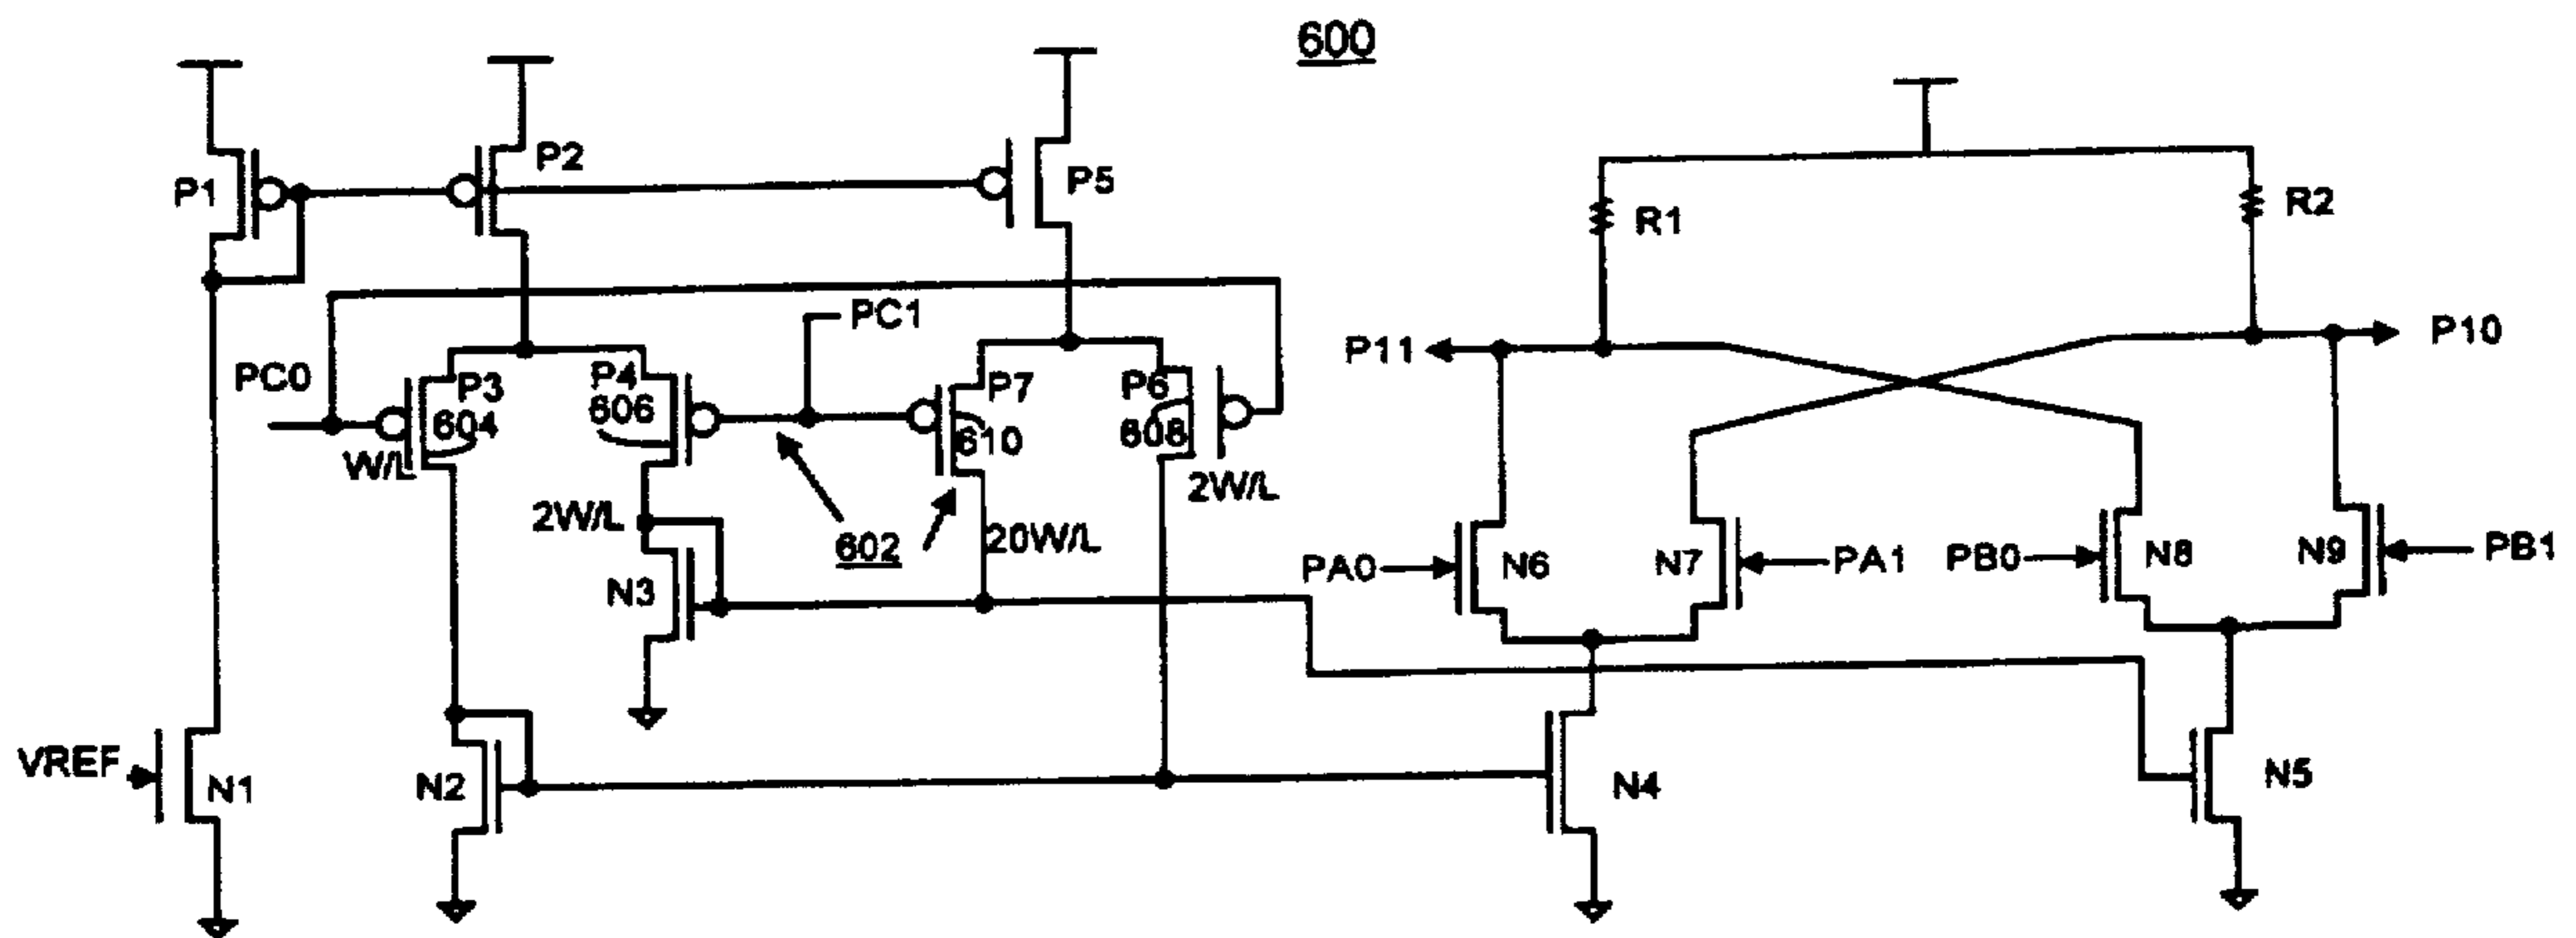 600
P1
P2
P5
R1
R2
PC1
P11
P10
PC0
P3
604
W/L
P4
606
P7
610
P6
608
2W/L
2W/L
602
20W/L
N3
PA0
N6
N7
PA1
PB0
N8
N9
PB1
VREF
N1
N2
N4
N5